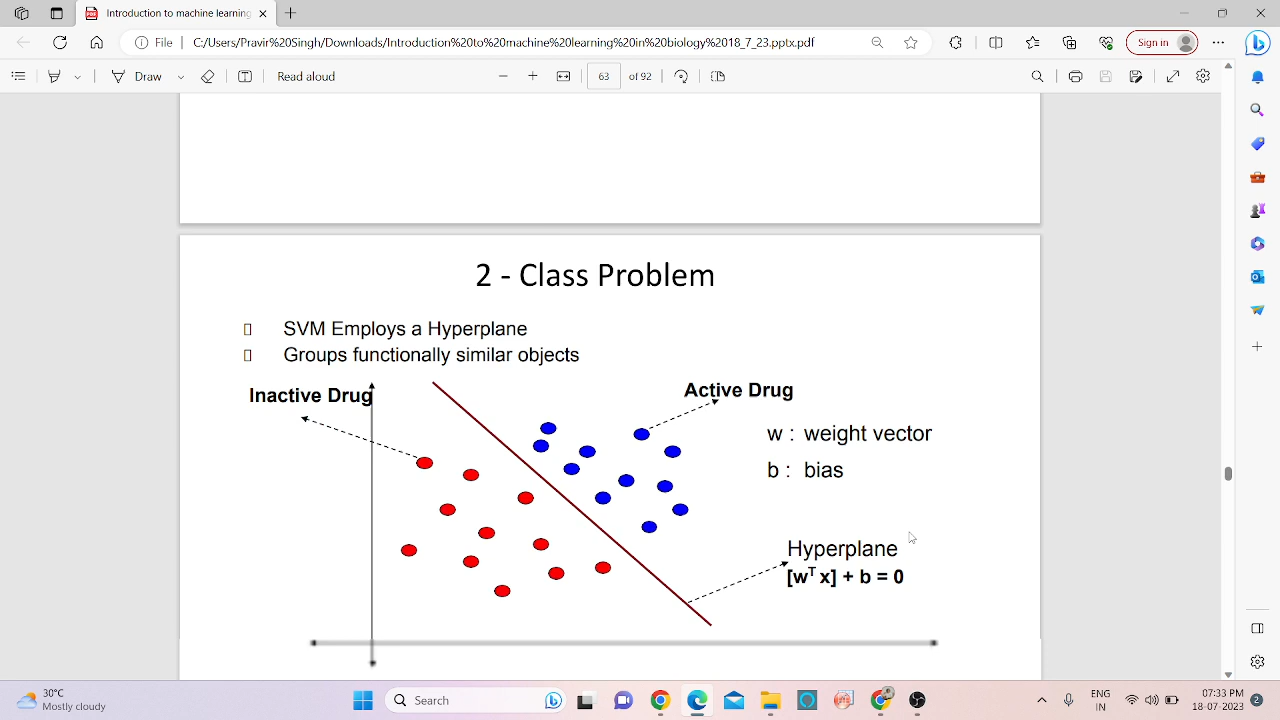 Introduction to machine learning
File
C:/Users/Pravir%20Singh/Downloads/Introduction%20to%20machine%20learning%20in%20biology%2018_7_23.pptx.pdf
Sign in
Draw
Read aloud
63
of 92
2 - Class Problem
SVM Employs a Hyperplane
Groups functionally similar objects
Inactive Drug
Active Drug
w : weight vector
b : bias
Hyperplane
[wᵀ x] + b = 0
30°C
Mostly cloudy
Search
ENG
IN
07:33 PM
18-07-2023
2